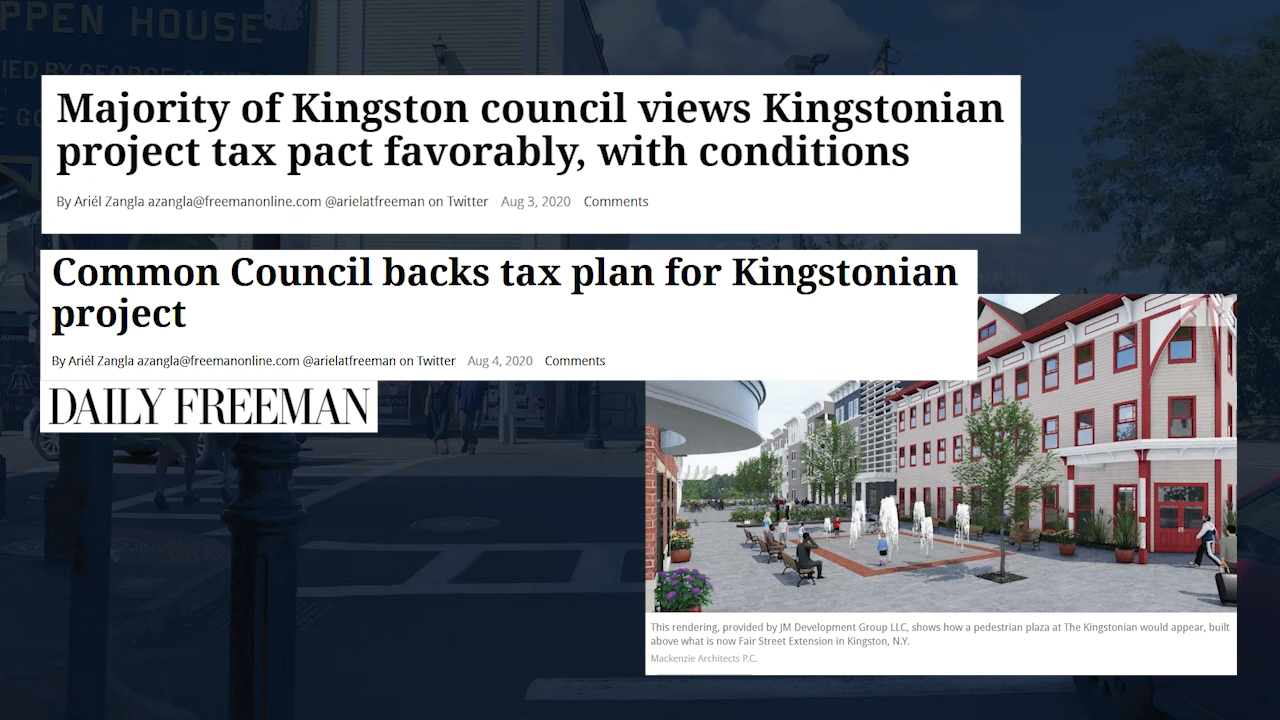 PPEN HOUSE
Majority of Kingston council views Kingstonian
project tax pact favorably, with conditions
By Ariél Zangla azangla@freemanonline.com @arielatfreeman on Twitter Aug 3, 2020 Comments
Common Council backs tax plan for Kingstonian
project
By Ariél Zangla azangla@freemanonline.com @arielatfreeman on Twitter Aug 4, 2020 Comments
DAILY FREEMAN
This rendering, provided by JM Development Group LLC, shows how a pedestrian plaza at The Kingstonian would appear, built
above what is now Fair Street Extension in Kingston, N.Y.
Mackenzie Architects P.C.